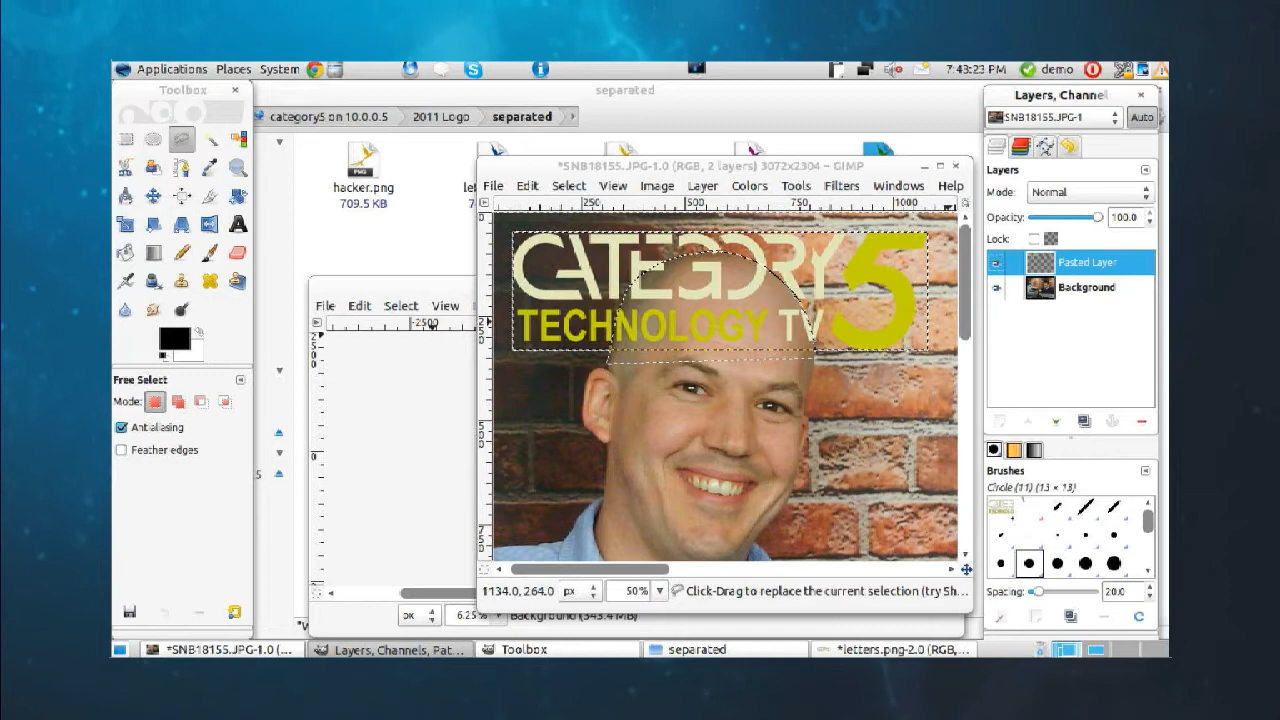 Applications Places System
7:43:23 PM demo
Toolbox
separated
category5 on 10.0.0.5 2011 Logo separated
hacker.png
709.5 KB
*SNB18155.JPG-1.0 (RGB, 2 layers) 3072x2304 – GIMP
File Edit Select View Image Layer Colors Tools Filters Windows Help
250 500 750 1000
CATEGORY 5
TECHNOLOGY TV
File Edit Select View
-2500
Free Select
Mode:
Antialiasing
Feather edges
1134.0, 264.0 px 50% Click-Drag to replace the current selection (try Sh...
px 6.25% Background (343.4 MB)
Layers, Channel
SNB18155.JPG-1 Auto
Layers
Mode: Normal
Opacity: 100.0
Lock:
Pasted Layer
Background
Brushes
Circle (11) (13 × 13)
Spacing: 20.0
*SNB18155.JPG-1.0 (... Layers, Channels, Pat... Toolbox separated *letters.png-2.0 (RGB,...